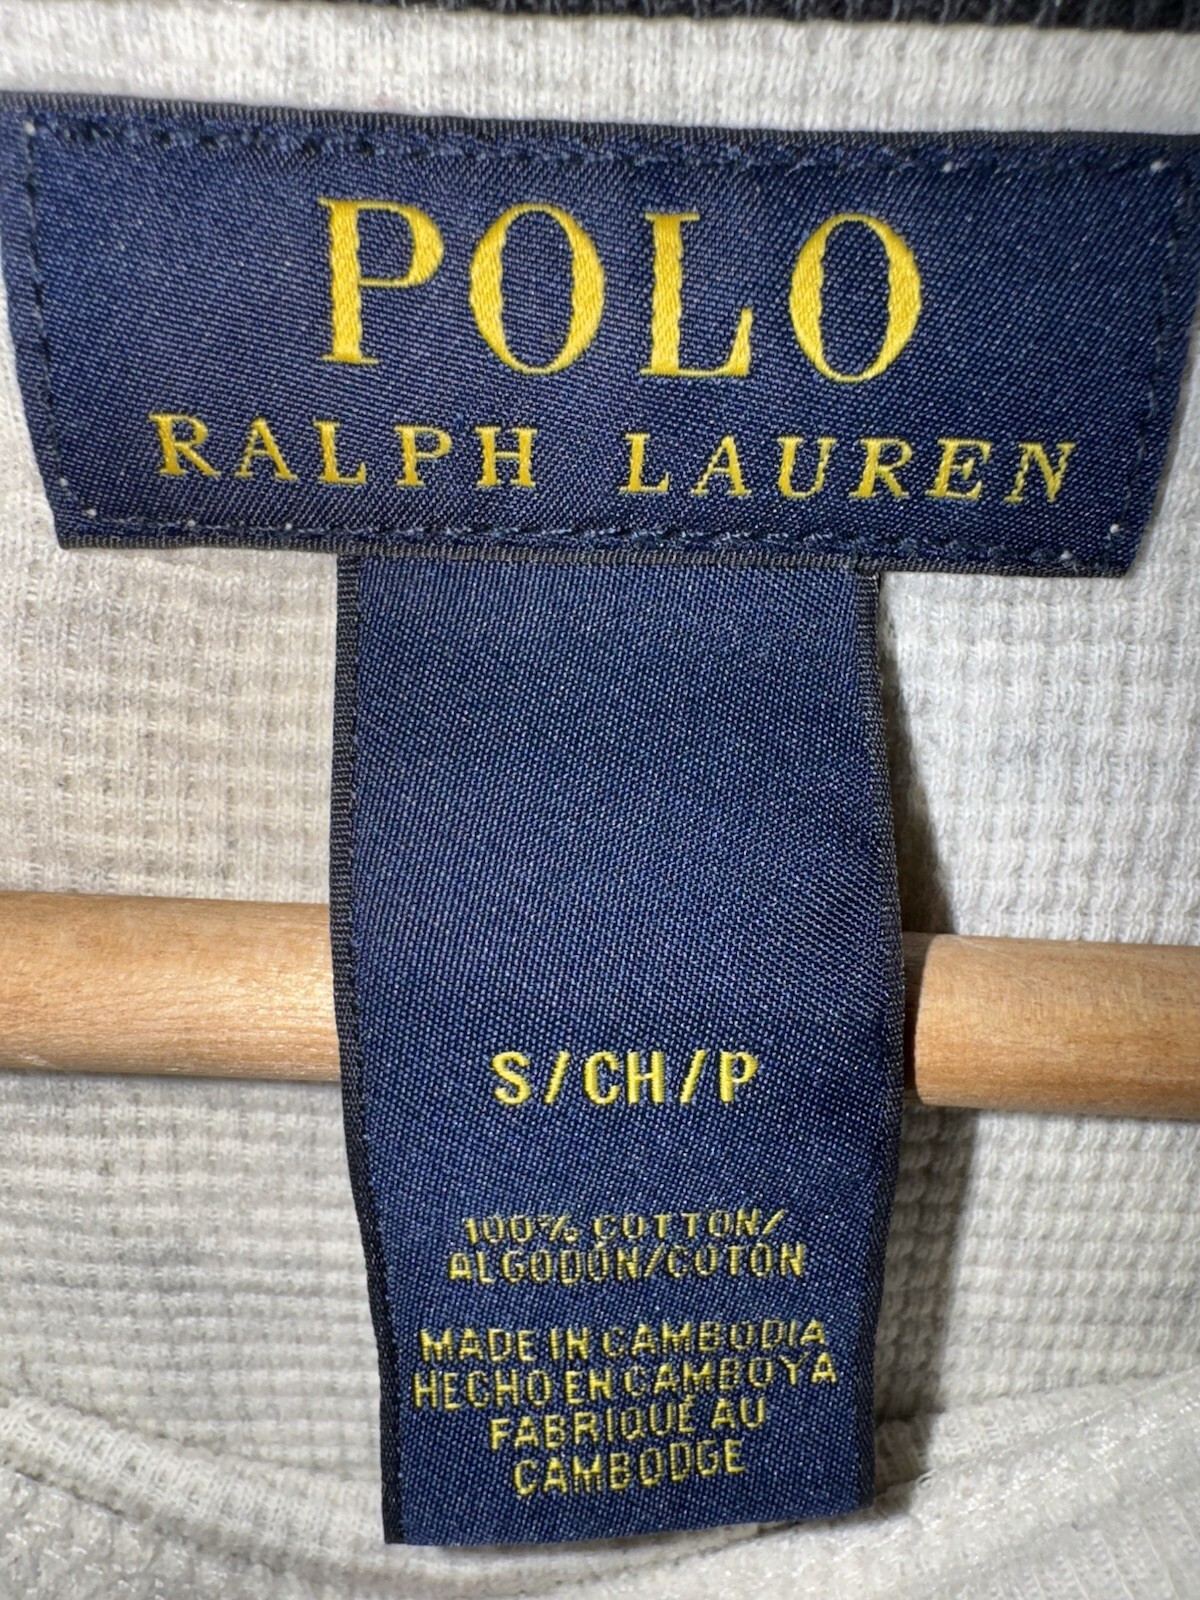 POLO
RALPH LAUREN
S/CH/P
100% COTTON/
ALGODÓN/COTON
MADE IN CAMBODIA
HECHO EN CAMBOYA
FABRIQUÉ AU
CAMBODGE